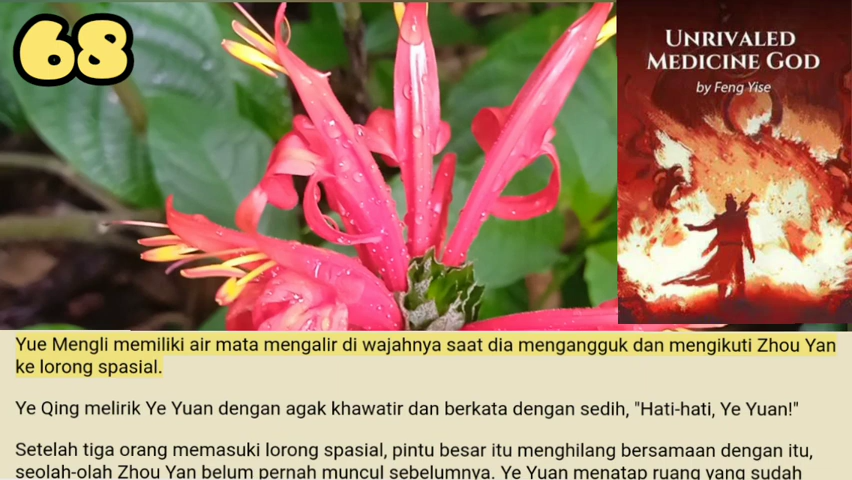 68
UNRIVALED
MEDICINE GOD
by Feng Yise
Yue Mengli memiliki air mata mengalir di wajahnya saat dia mengangguk dan mengikuti Zhou Yan
ke lorong spasial.
Ye Qing melirik Ye Yuan dengan agak khawatir dan berkata dengan sedih, "Hati-hati, Ye Yuan!"
Setelah tiga orang memasuki lorong spasial, pintu besar itu menghilang bersamaan dengan itu,
seolah-olah Zhou Yan belum pernah muncul sebelumnya. Ye Yuan menatap ruang yang sudah